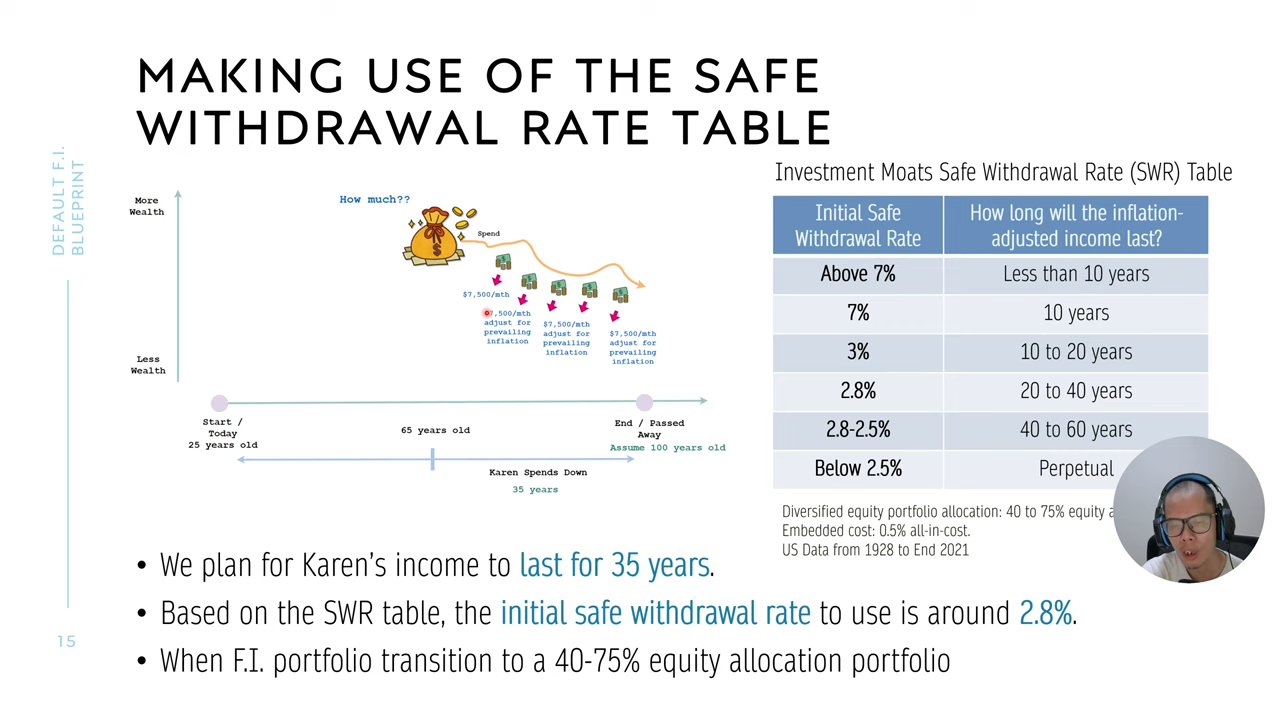 MAKING USE OF THE SAFE
WITHDRAWAL RATE TABLE
DEFAULT F.I.
BLUEPRINT
15
More
Wealth
Less
Wealth
How much??
Spend
$7,500/mth
7,500/mth
adjust for
prevailing
inflation
$7,500/mth
adjust for
prevailing
inflation
$7,500/mth
adjust for
prevailing
inflation
Start /
Today
25 years old
65 years old
End / Passed
Away
Assume 100 years old
Karen Spends Down
35 years
Investment Moats Safe Withdrawal Rate (SWR) Table
Initial Safe
Withdrawal Rate
How long will the inflation-
adjusted income last?
Above 7%
Less than 10 years
7%
10 years
3%
10 to 20 years
2.8%
20 to 40 years
2.8-2.5%
40 to 60 years
Below 2.5%
Perpetual
Diversified equity portfolio allocation: 40 to 75% equity
Embedded cost: 0.5% all-in-cost.
US Data from 1928 to End 2021
• We plan for Karen’s income to last for 35 years.
• Based on the SWR table, the initial safe withdrawal rate to use is around 2.8%.
• When F.I. portfolio transition to a 40-75% equity allocation portfolio